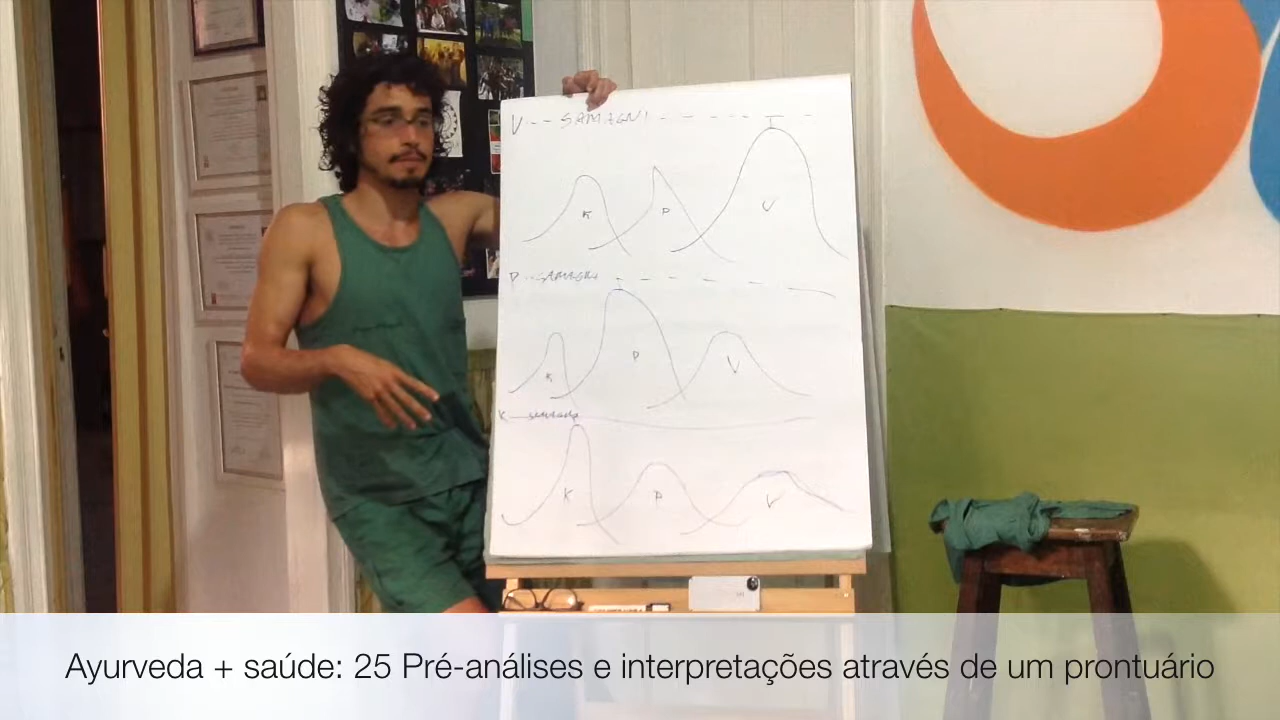 V -- SAMAGNI
K P V
P -- SAMAGNI
K P V
K
K P V
Ayurveda + saúde: 25 Pré-análises e interpretações através de um prontuário